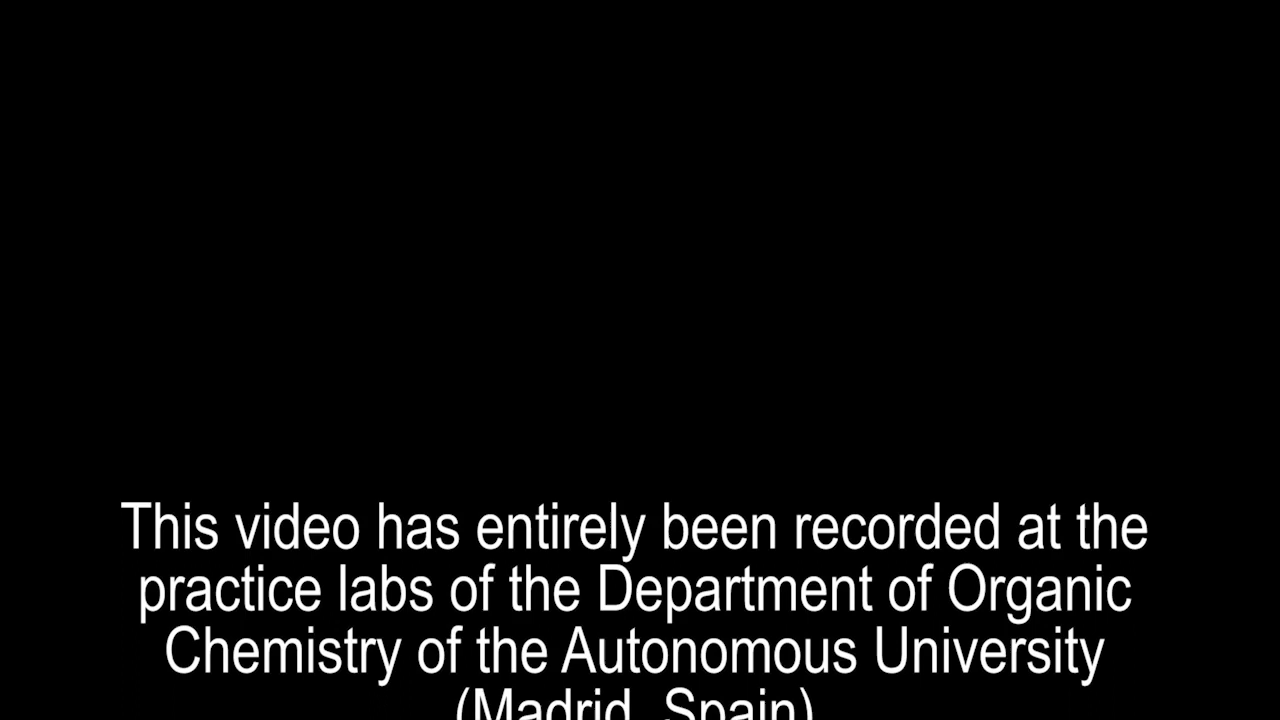 This video has entirely been recorded at the
practice labs of the Department of Organic
Chemistry of the Autonomous University
(Madrid, Spain)